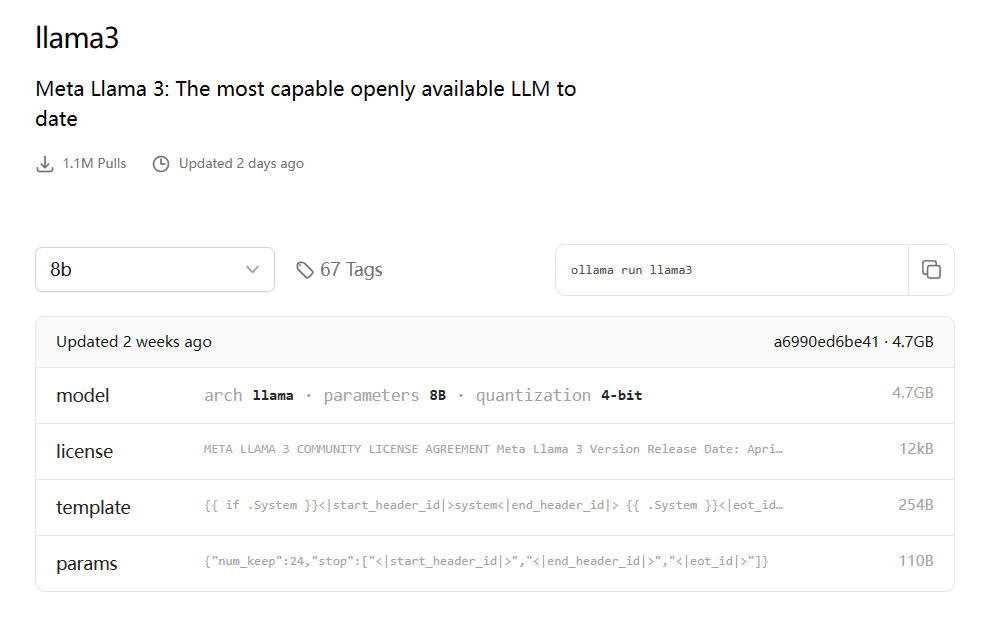 llama3
Meta Llama 3: The most capable openly available LLM to
date
1.1M Pulls Updated 2 days ago
8b 67 Tags ollama run llama3
Updated 2 weeks ago a6990ed6be41 · 4.7GB
model arch llama · parameters 8B · quantization 4-bit 4.7GB
license META LLAMA 3 COMMUNITY LICENSE AGREEMENT Meta Llama 3 Version Release Date: Apri… 12kB
template {{ if .System }}<|start_header_id|>system<|end_header_id|> {{ .System }}<|eot_id… 254B
params {"num_keep":24,"stop":["<|start_header_id|>","<|end_header_id|>","<|eot_id|>"]} 110B